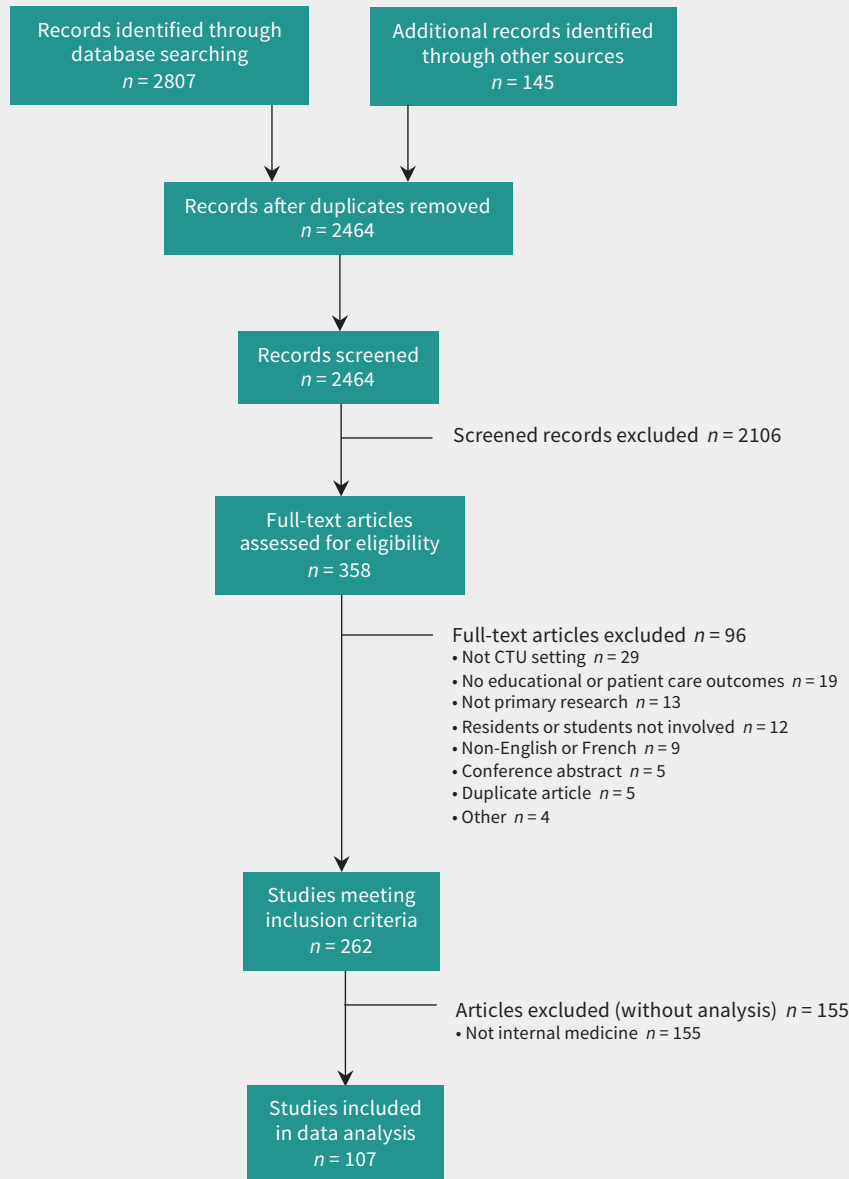 Records identified through
database searching
n = 2807
Additional records identified
through other sources
n = 145
Records after duplicates removed
n = 2464
Records screened
n = 2464
Screened records excluded n = 2106
Full-text articles
assessed for eligibility
n = 358
Full-text articles excluded n = 96
• Not CTU setting n = 29
• No educational or patient care outcomes n = 19
• Not primary research n = 13
• Residents or students not involved n = 12
• Non-English or French n = 9
• Conference abstract n = 5
• Duplicate article n = 5
• Other n = 4
Studies meeting
inclusion criteria
n = 262
Articles excluded (without analysis) n = 155
• Not internal medicine n = 155
Studies included
in data analysis
n = 107